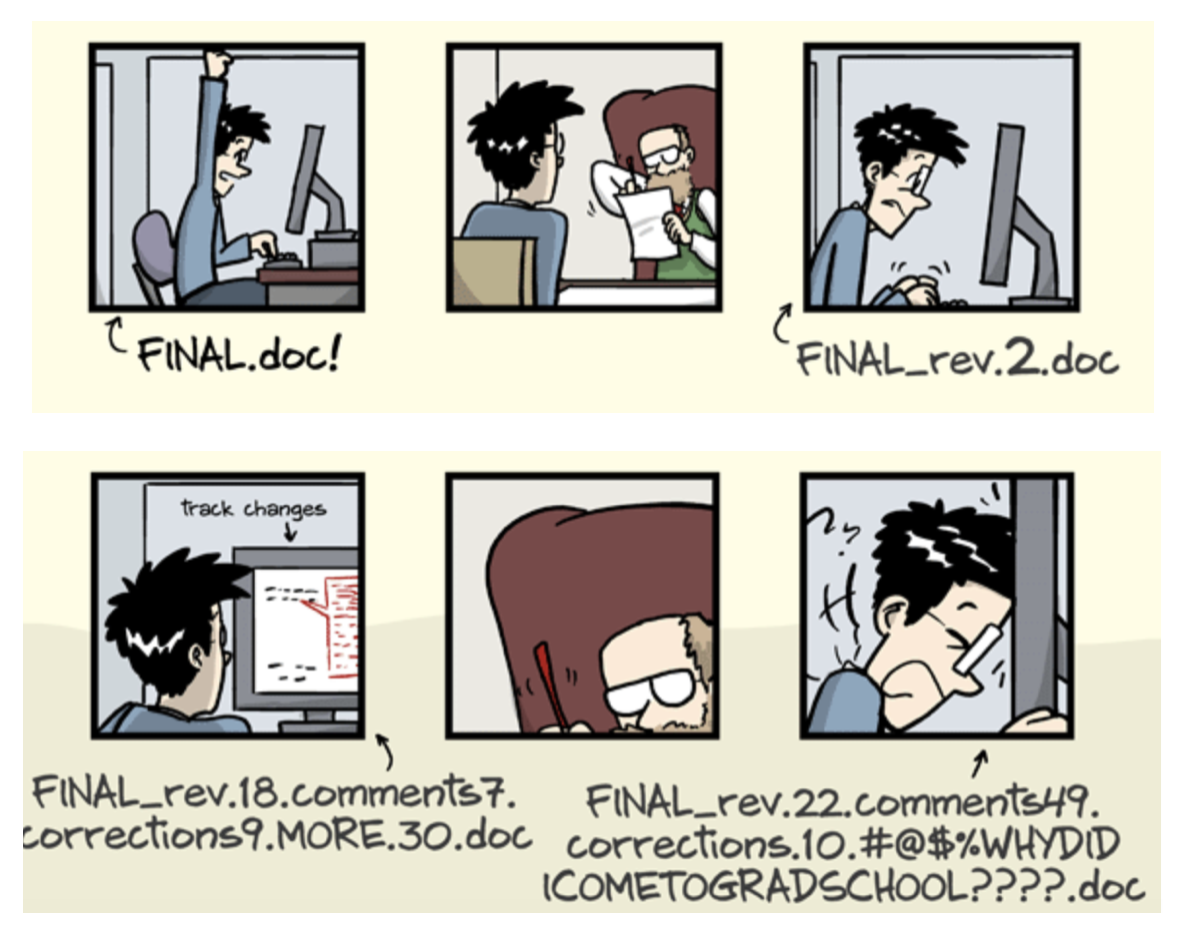 FINAL.doc!
FINAL_rev.2.doc
track changes
FINAL_rev.18.comments7.
corrections9.MORE.30.doc
FINAL_rev.22.comments49.
corrections.10.#@$%WHYDID
ICOMETOGRADSCHOOL????.doc